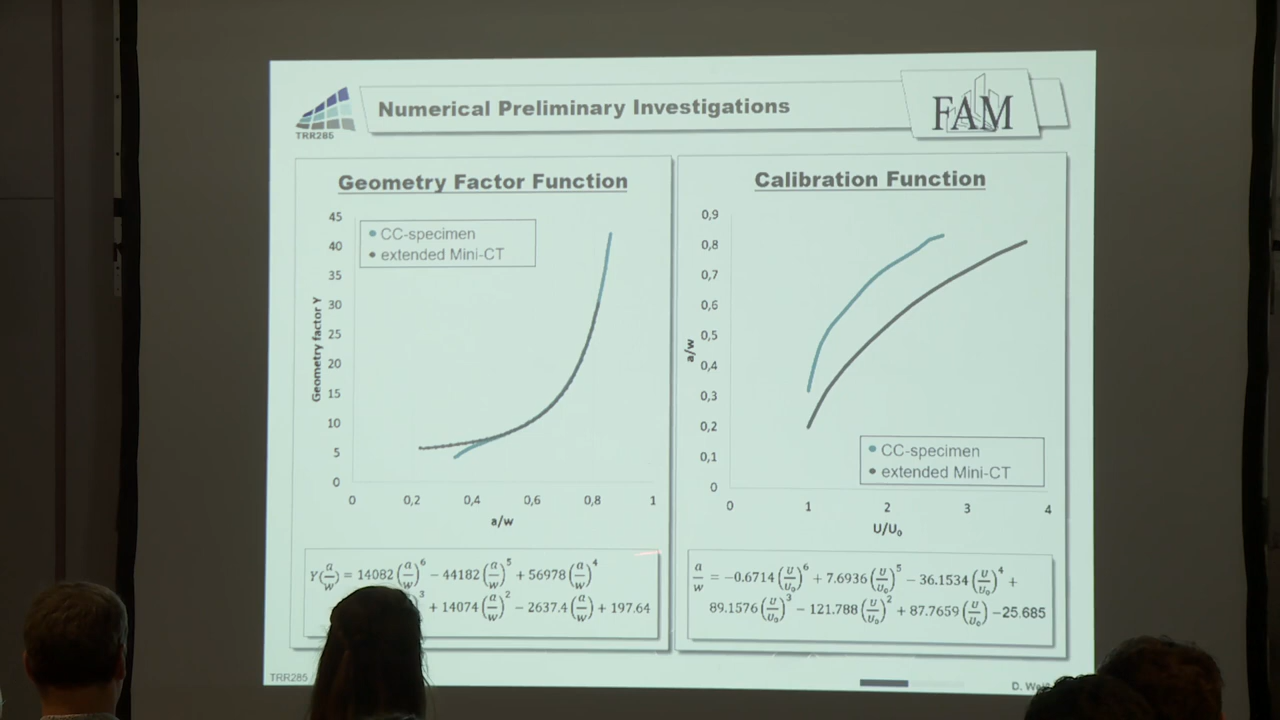 Numerical Preliminary Investigations
TRR285
FAM
Geometry Factor Function
CC-specimen
extended Mini-CT
Geometry factor Y
45
40
35
30
25
20
15
10
5
0
0 0,2 0,4 0,6 0,8 1
a/w
Y(a/w) = 14082 (a/w)^6 − 44182 (a/w)^5 + 56978 (a/w)^4
^3 + 14074 (a/w)^2 − 2637.4 (a/w) + 197.64
Calibration Function
a/w
0,9
0,8
0,7
0,6
0,5
0,4
0,3
0,2
0,1
0
CC-specimen
extended Mini-CT
0 1 2 3 4
U/U₀
a/w = −0.6714 (U/U₀)^6 + 7.6936 (U/U₀)^5 − 36.1534 (U/U₀)^4 +
89.1576 (U/U₀)^3 − 121.788 (U/U₀)^2 + 87.7659 (U/U₀) −25.685
TRR285
D.